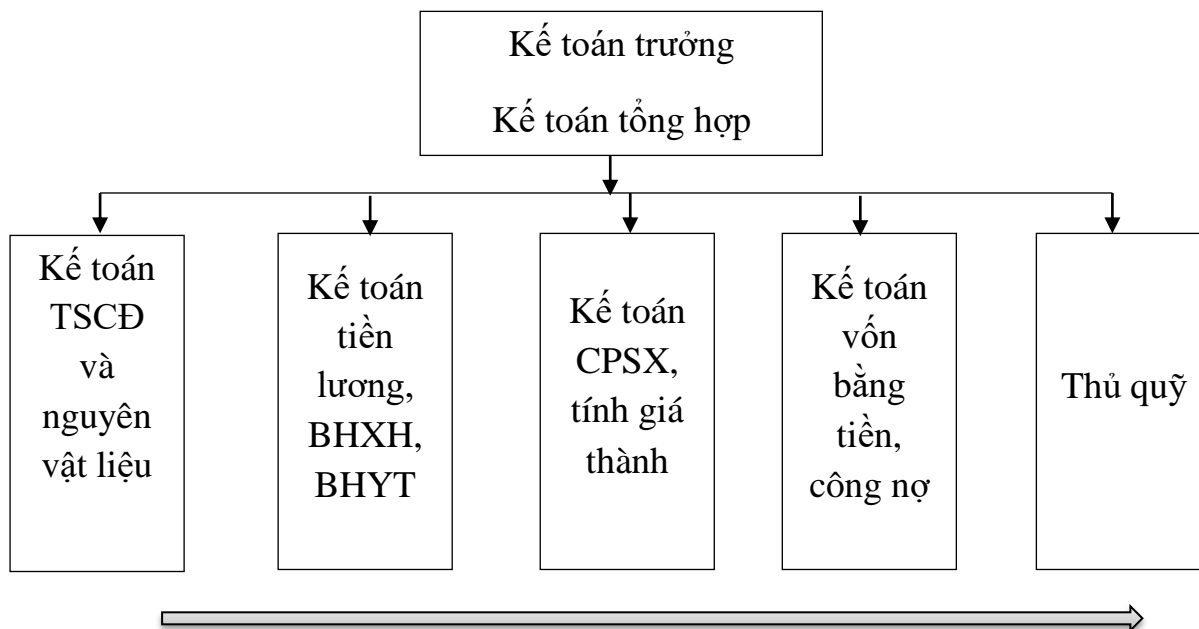 Kế toán trưởng
Kế toán tổng hợp
Kế toán
TSCĐ
và
nguyên
vật liệu
Kế toán
tiền
lương,
BHXH,
BHYT
Kế toán
CPSX,
tính giá
thành
Kế toán
vốn
bằng
tiền,
công nợ
Thủ quỹ